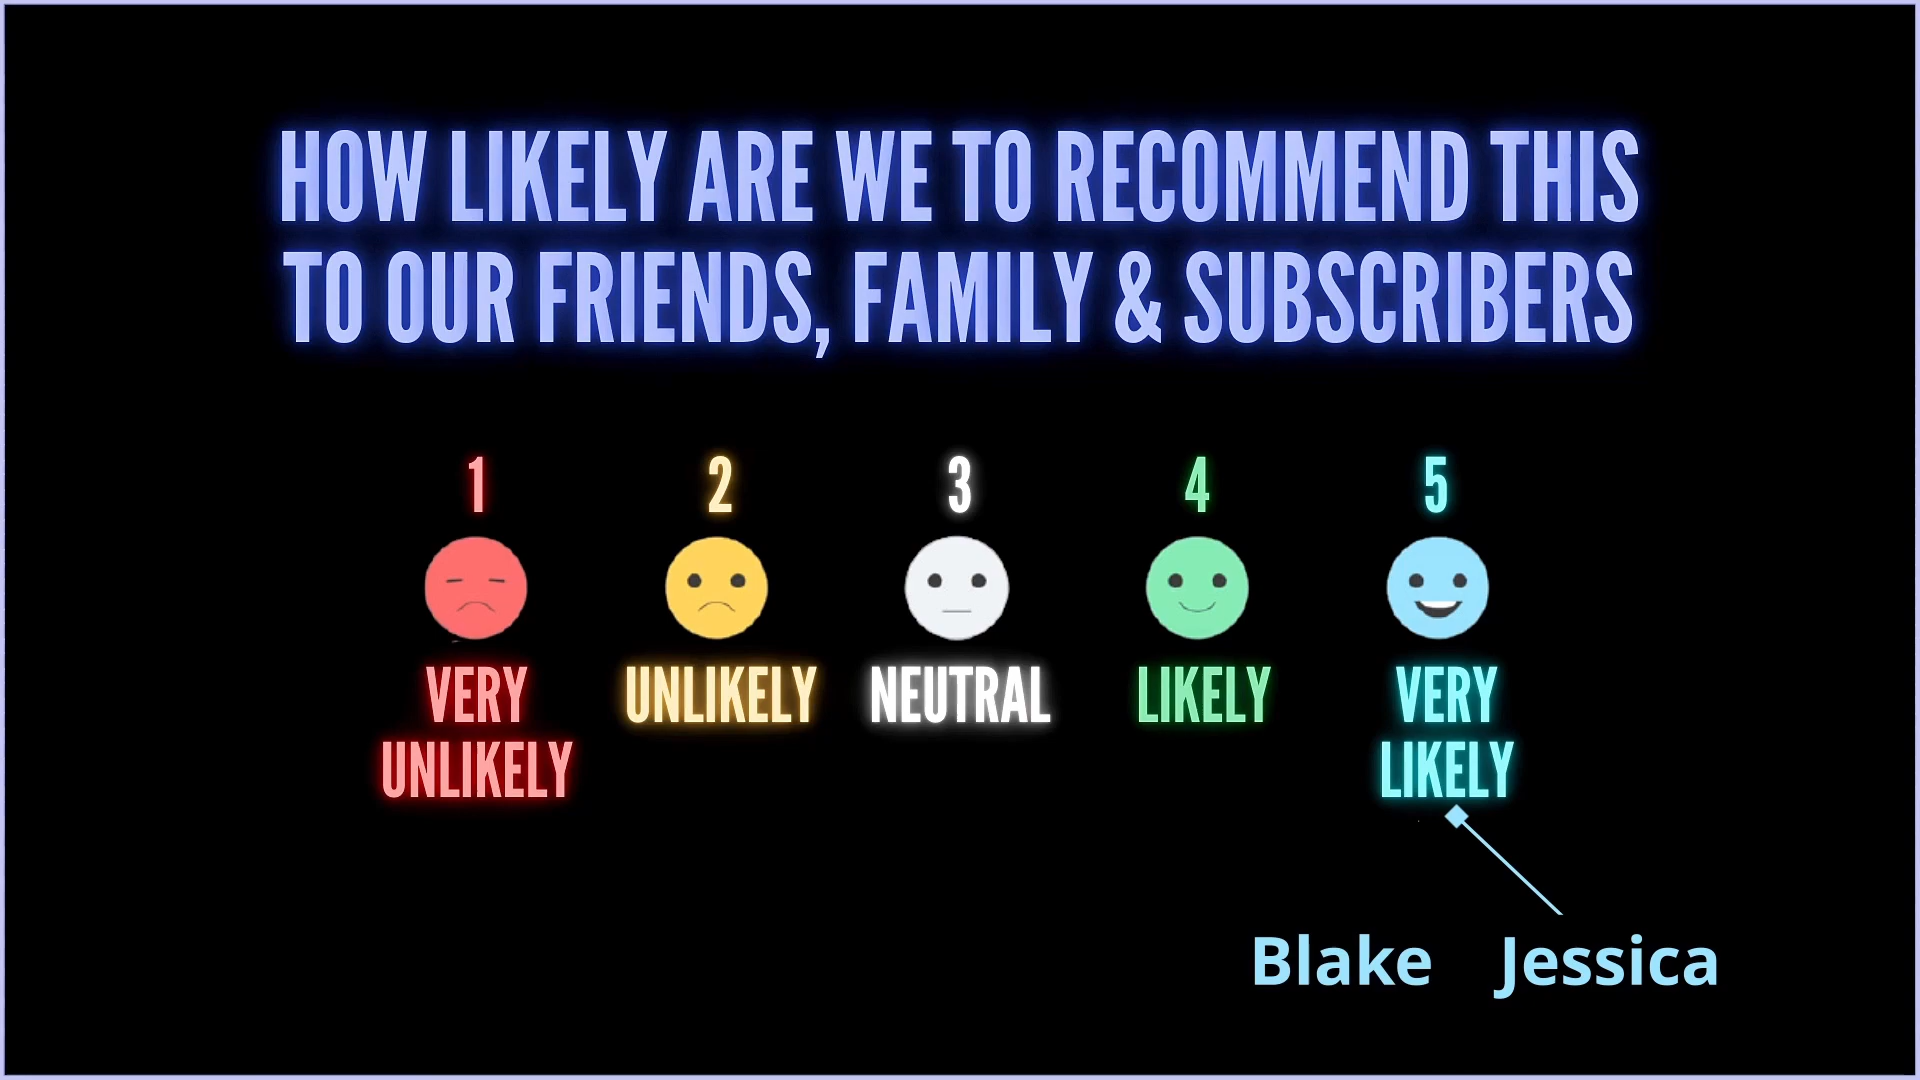 HOW LIKELY ARE WE TO RECOMMEND THIS
TO OUR FRIENDS, FAMILY & SUBSCRIBERS
1 2 3 4 5
VERY UNLIKELY NEUTRAL LIKELY VERY
UNLIKELY LIKELY
Blake Jessica